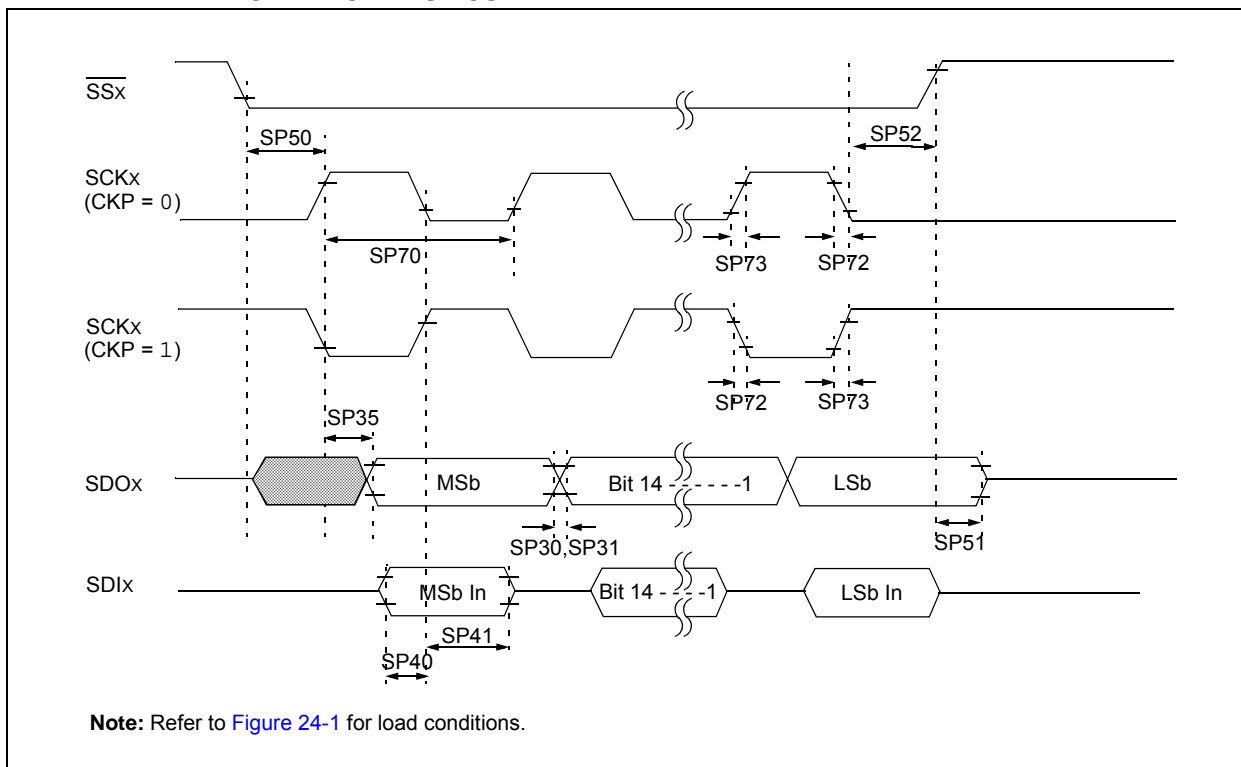 SSx
SP50
SP52
SCKx
(CKP = 0)
SP70
SP73
SP72
SCKx
(CKP = 1)
SP72
SP73
SP35
SDOx
MSb
Bit 14 - - - - - -1
LSb
SP30,SP31
SP51
SDIx
MSb In
Bit 14 - - - -1
LSb In
SP41
SP40
Note: Refer to Figure 24-1 for load conditions.